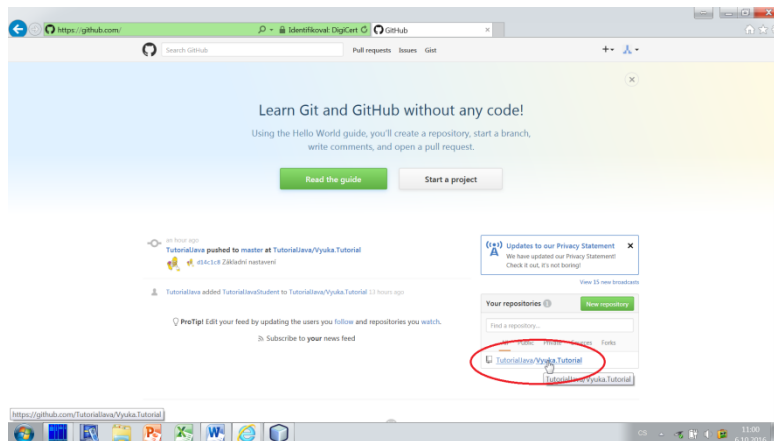 https://github.com/
Identifikoval: DigiCert
GitHub
Search GitHub
Pull requests Issues Gist
Learn Git and GitHub without any code!
Using the Hello World guide, you'll create a repository, start a branch,
write comments, and open a pull request.
Read the guide
Start a project
an hour ago
TutorialJava pushed to master at TutorialJava/Vyuka.Tutorial
d14c1c8 Základní nastavení
TutorialJava added TutorialJavaStudent to TutorialJava/Vyuka.Tutorial 12 hours ago
ProTip! Edit your feed by updating the users you follow and repositories you watch.
Subscribe to your news feed
Updates to our Privacy Statement
We have updated our Privacy Statement!
Check it out, it's not boring!
View 15 new broadcasts
Your repositories 1
New repository
Find a repository...
All Public Private Sources Forks
TutorialJava/Vyuka.Tutorial
TutorialJava/Vyuka.Tutorial
https://github.com/TutorialJava/Vyuka.Tutorial
CS
11:00